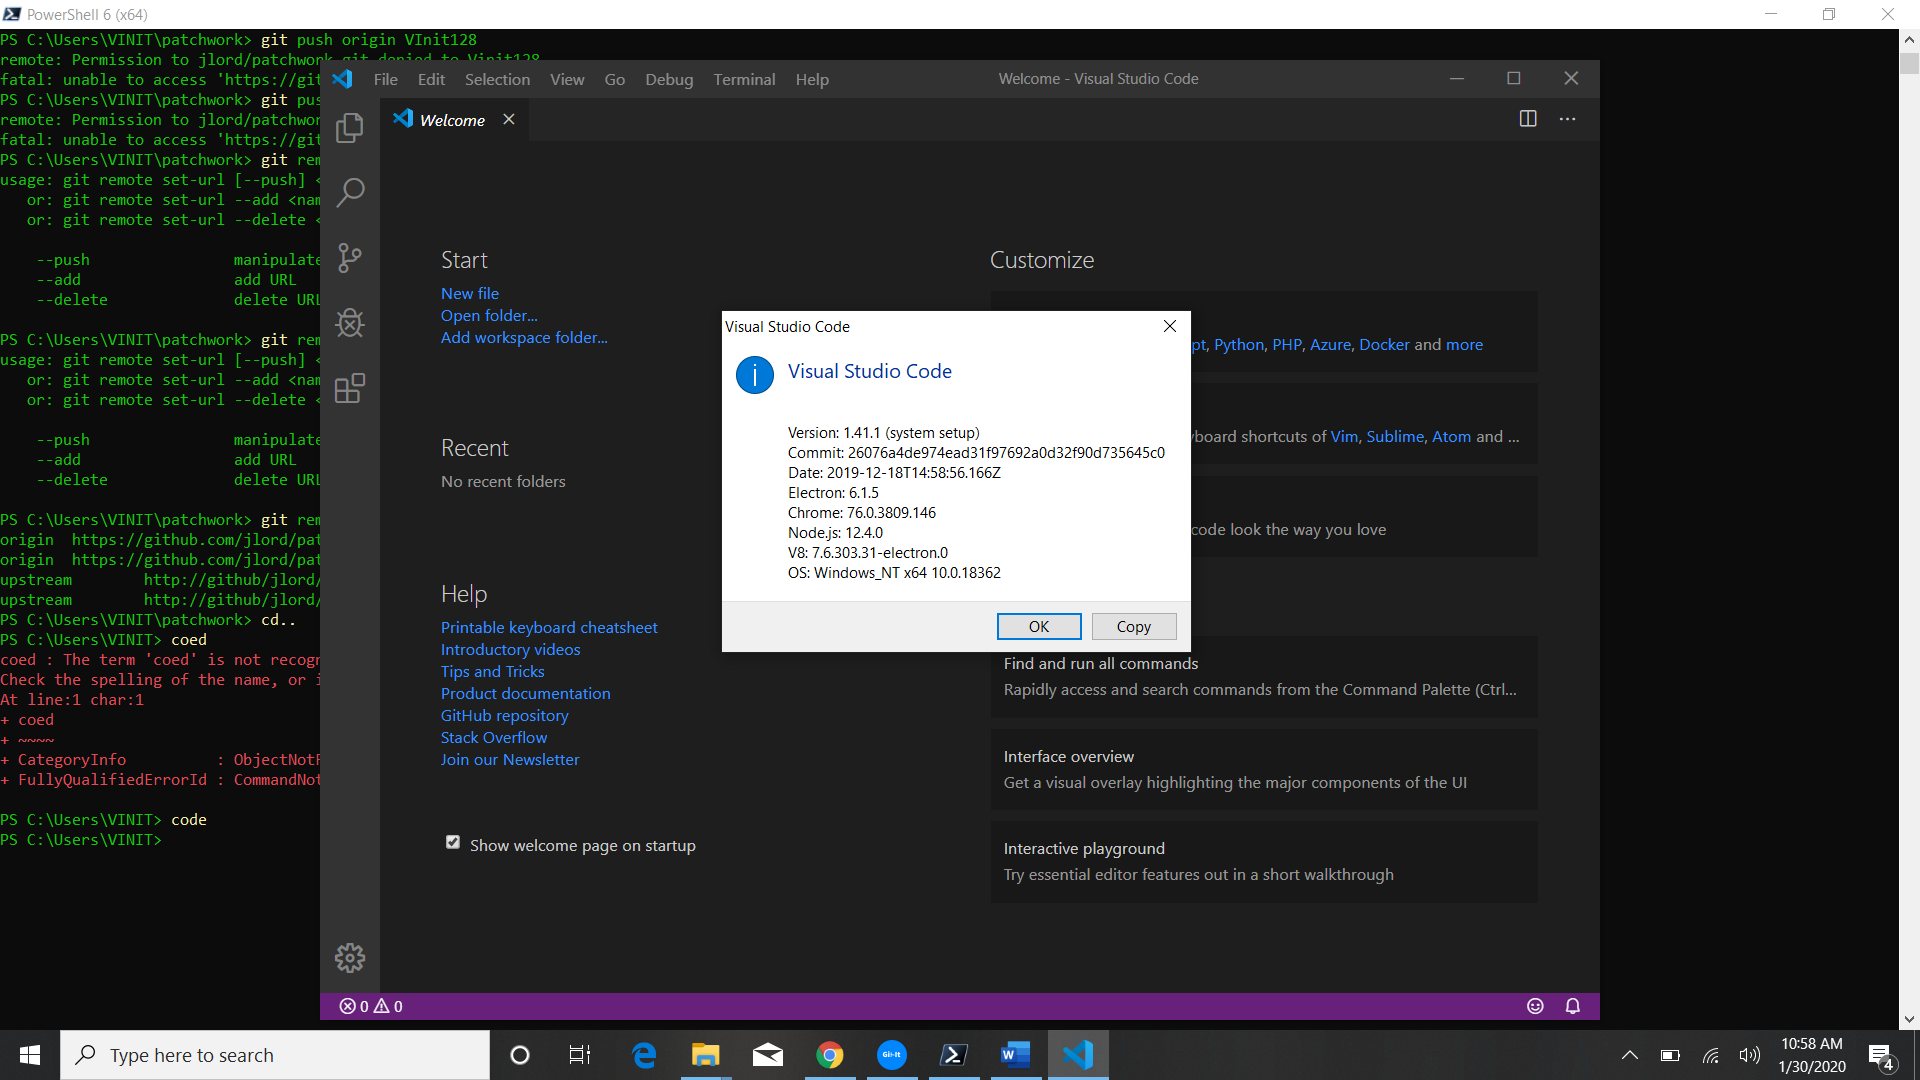 PowerShell 6 (x64)
PS C:\Users\VINIT\patchwork> git push origin VInit128
remote: Permission to jlord/patchwork.git denied to Vinit128
fatal: unable to access 'https://git
PS C:\Users\VINIT\patchwork> git pus
remote: Permission to jlord/patchwor
fatal: unable to access 'https://git
PS C:\Users\VINIT\patchwork> git rem
usage: git remote set-url [--push] <
or: git remote set-url --add <nam
or: git remote set-url --delete <
--push manipulate
--add add URL
--delete delete URL
PS C:\Users\VINIT\patchwork> git rem
usage: git remote set-url [--push] <
or: git remote set-url --add <nam
or: git remote set-url --delete <
--push manipulate
--add add URL
--delete delete URL
PS C:\Users\VINIT\patchwork> git rem
origin https://github.com/jlord/pat
origin https://github.com/jlord/pat
upstream http://github/jlord/
upstream http://github/jlord/
PS C:\Users\VINIT\patchwork> cd..
PS C:\Users\VINIT> coed
coed : The term 'coed' is not recogn
Check the spelling of the name, or i
At line:1 char:1
+ coed
+ ~~~~
+ CategoryInfo : ObjectNotF
+ FullyQualifiedErrorId : CommandNot
PS C:\Users\VINIT> code
PS C:\Users\VINIT>
File Edit Selection View Go Debug Terminal Help
Welcome - Visual Studio Code
Welcome
Start
New file
Open folder...
Add workspace folder...
Recent
No recent folders
Help
Printable keyboard cheatsheet
Introductory videos
Tips and Tricks
Product documentation
GitHub repository
Stack Overflow
Join our Newsletter
Show welcome page on startup
Customize
pt, Python, PHP, Azure, Docker and more
yboard shortcuts of Vim, Sublime, Atom and ...
code look the way you love
Find and run all commands
Rapidly access and search commands from the Command Palette (Ctrl...
Interface overview
Get a visual overlay highlighting the major components of the UI
Interactive playground
Try essential editor features out in a short walkthrough
Visual Studio Code
Visual Studio Code
Version: 1.41.1 (system setup)
Commit: 26076a4de974ead31f97692a0d32f90d735645c0
Date: 2019-12-18T14:58:56.166Z
Electron: 6.1.5
Chrome: 76.0.3809.146
Node.js: 12.4.0
V8: 7.6.303.31-electron.0
OS: Windows_NT x64 10.0.18362
OK Copy
0 0
Type here to search
Git-It
10:58 AM
1/30/2020
4